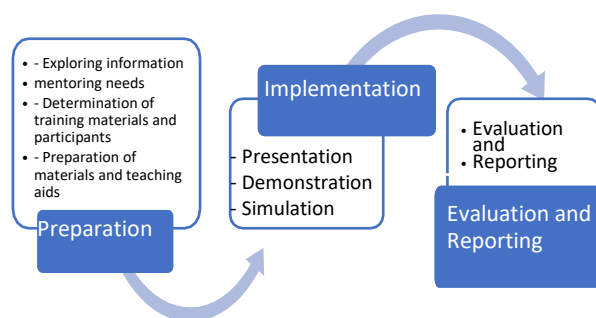 • - Exploring information
• mentoring needs
• - Determination of
training materials and
participants
• - Preparation of
materials and teaching
aids
Preparation
Implementation
- Presentation
- Demonstration
- Simulation
• Evaluation
and
• Reporting
Evaluation and
Reporting